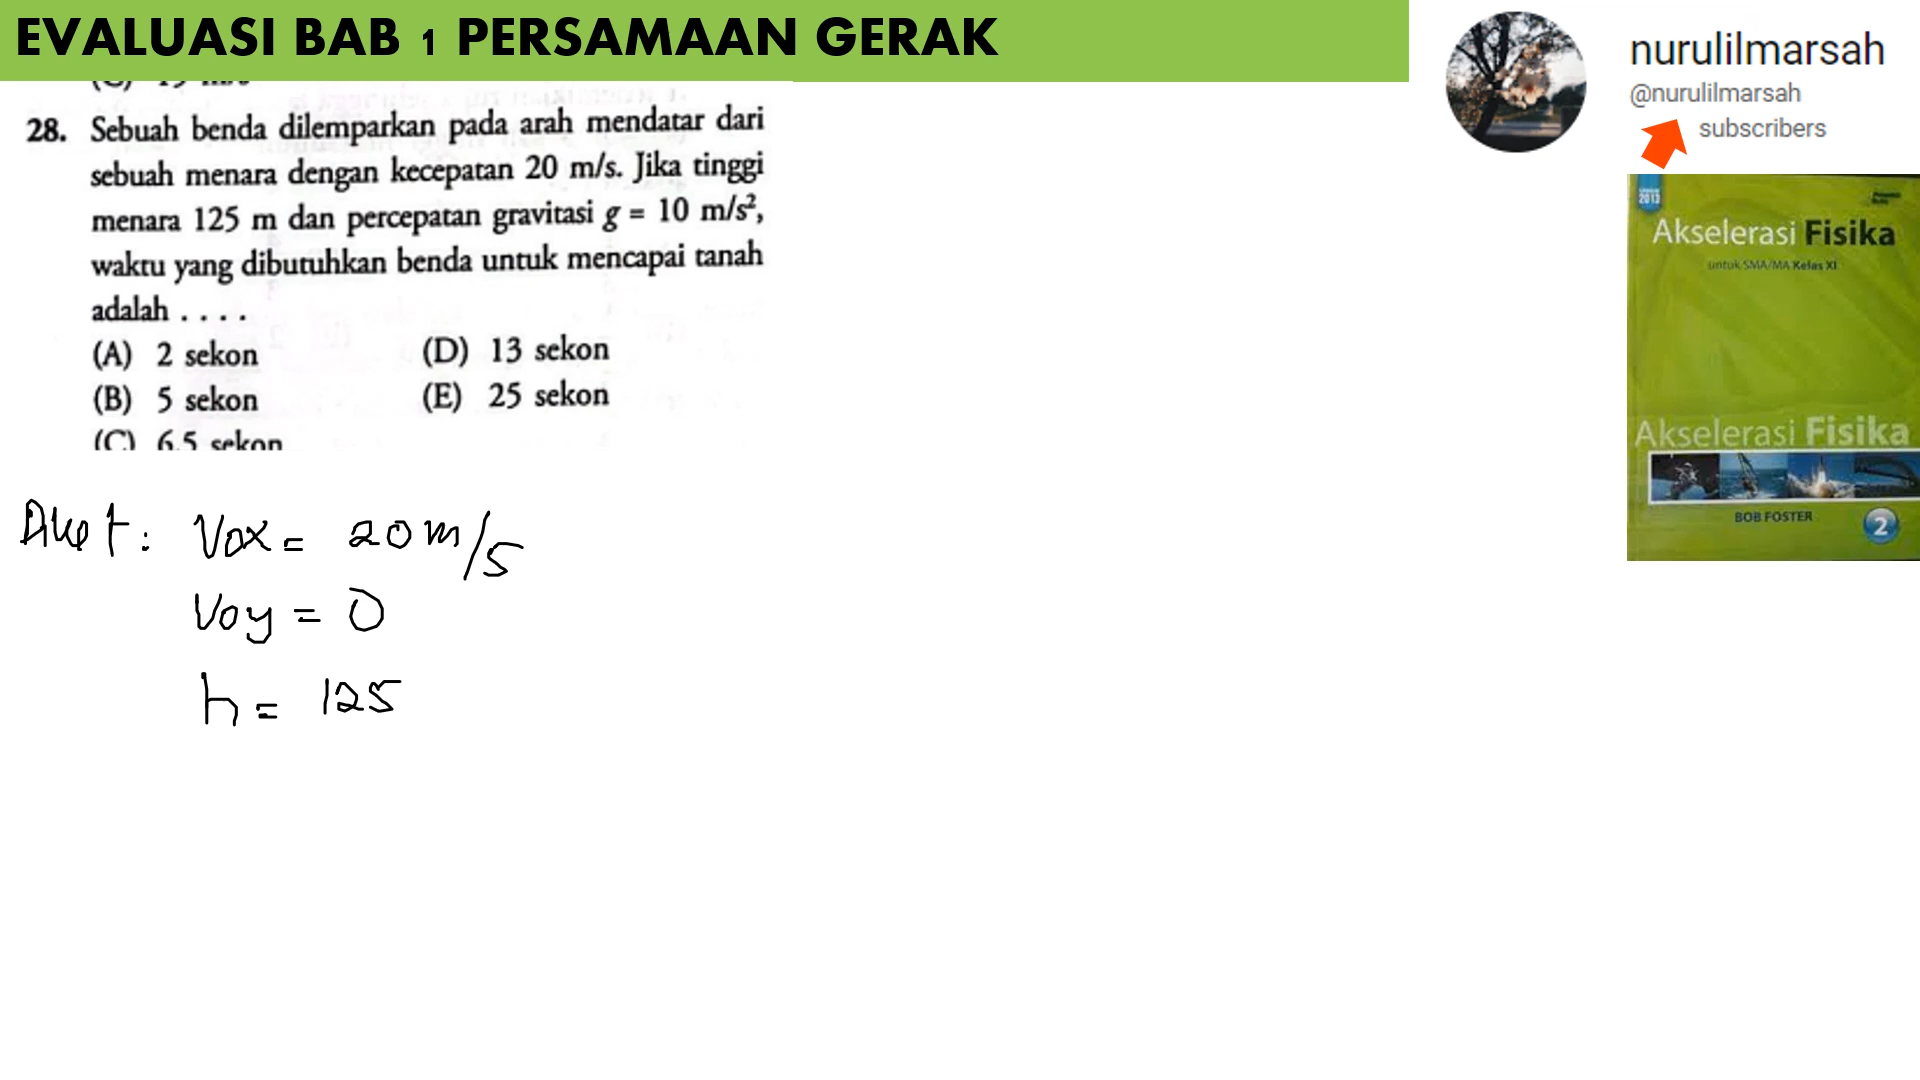 EVALUASI BAB 1 PERSAMAAN GERAK
nurulilmarsah
@nurulilmarsah
subscribers
28. Sebuah benda dilemparkan pada arah mendatar dari
sebuah menara dengan kecepatan 20 m/s. Jika tinggi
menara 125 m dan percepatan gravitasi g = 10 m/s²,
waktu yang dibutuhkan benda untuk mencapai tanah
adalah . . . .
(A) 2 sekon
(D) 13 sekon
(B) 5 sekon
(E) 25 sekon
(C) 6,5 sekon
Diket : Vox = 20 m/s
Voy = 0
h = 125
2013
Akselerasi Fisika
untuk SMA/MA Kelas XI
Akselerasi Fisika
BOB FOSTER
2